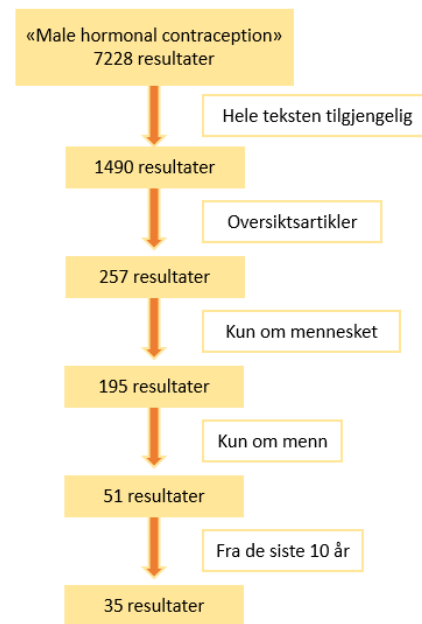 «Male hormonal contraception»
7228 resultater
Hele teksten tilgjengelig
1490 resultater
Oversiktsartikler
257 resultater
Kun om mennesket
195 resultater
Kun om menn
51 resultater
Fra de siste 10 år
35 resultater